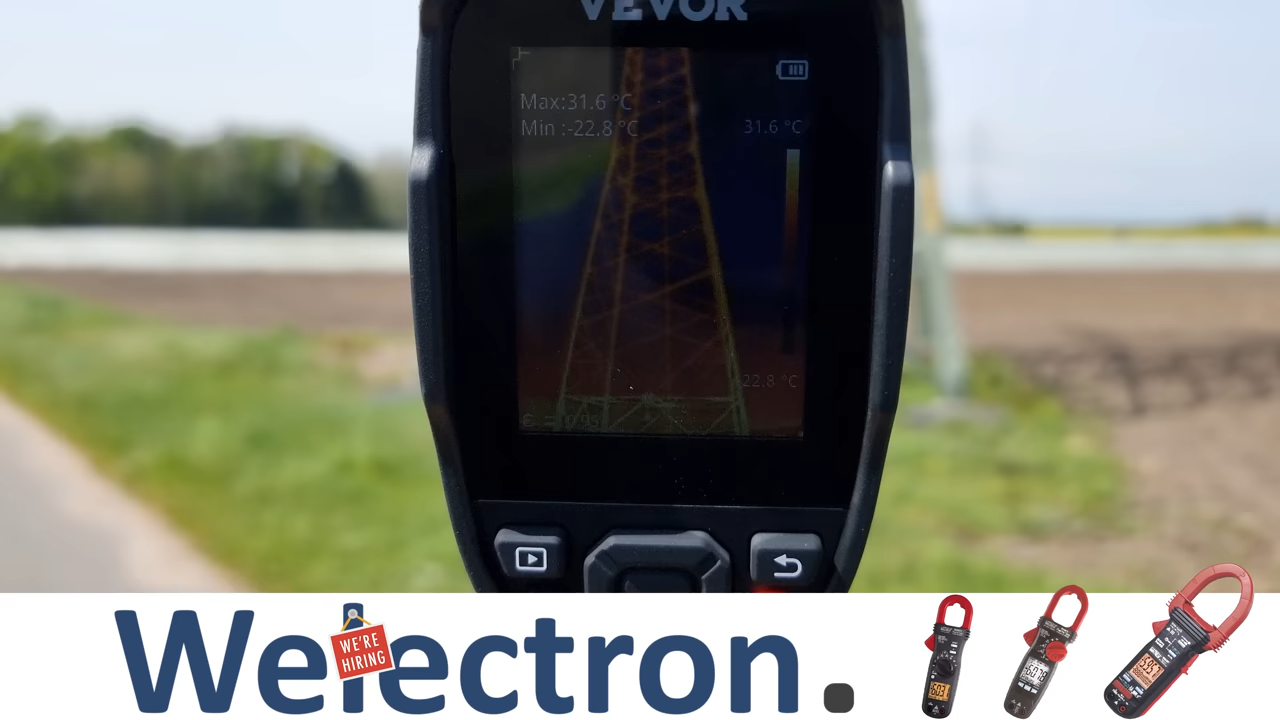 VEVOR
Max:31.6 °C
Min :-22.8 °C
31.6 °C
22.8 °C
Welectron.
WE'RE
HIRING